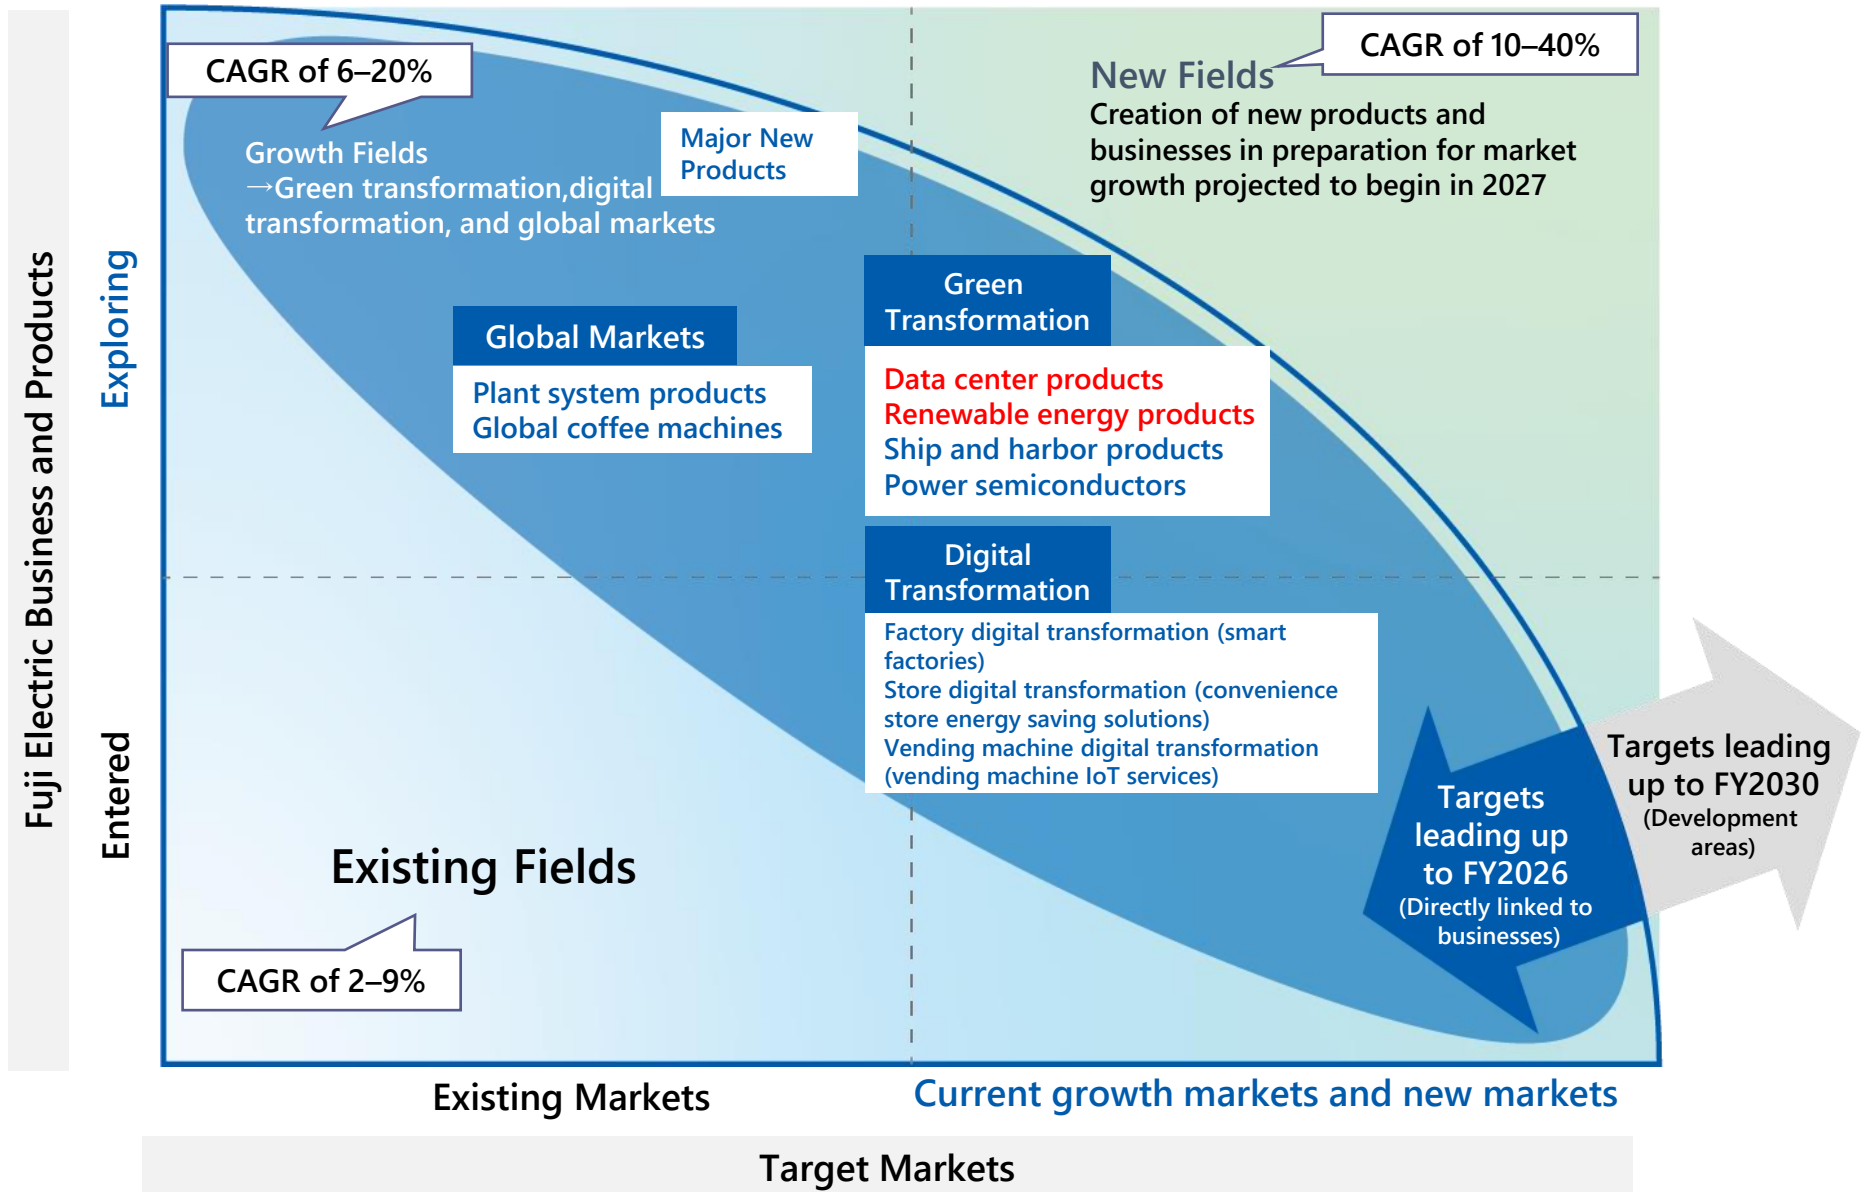 CAGR of 6–20%
Growth Fields
→Green transformation,digital
transformation, and global markets
Major New
Products
CAGR of 10–40%
New Fields
Creation of new products and
businesses in preparation for market
growth projected to begin in 2027
Fuji Electric Business and Products
Exploring
Entered
Global Markets
Plant system products
Global coffee machines
Green
Transformation
Data center products
Renewable energy products
Ship and harbor products
Power semiconductors
Digital
Transformation
Factory digital transformation (smart
factories)
Store digital transformation (convenience
store energy saving solutions)
Vending machine digital transformation
(vending machine IoT services)
Existing Fields
CAGR of 2–9%
Targets
leading up
to FY2026
(Directly linked to
businesses)
Targets leading
up to FY2030
(Development
areas)
Existing Markets
Current growth markets and new markets
Target Markets